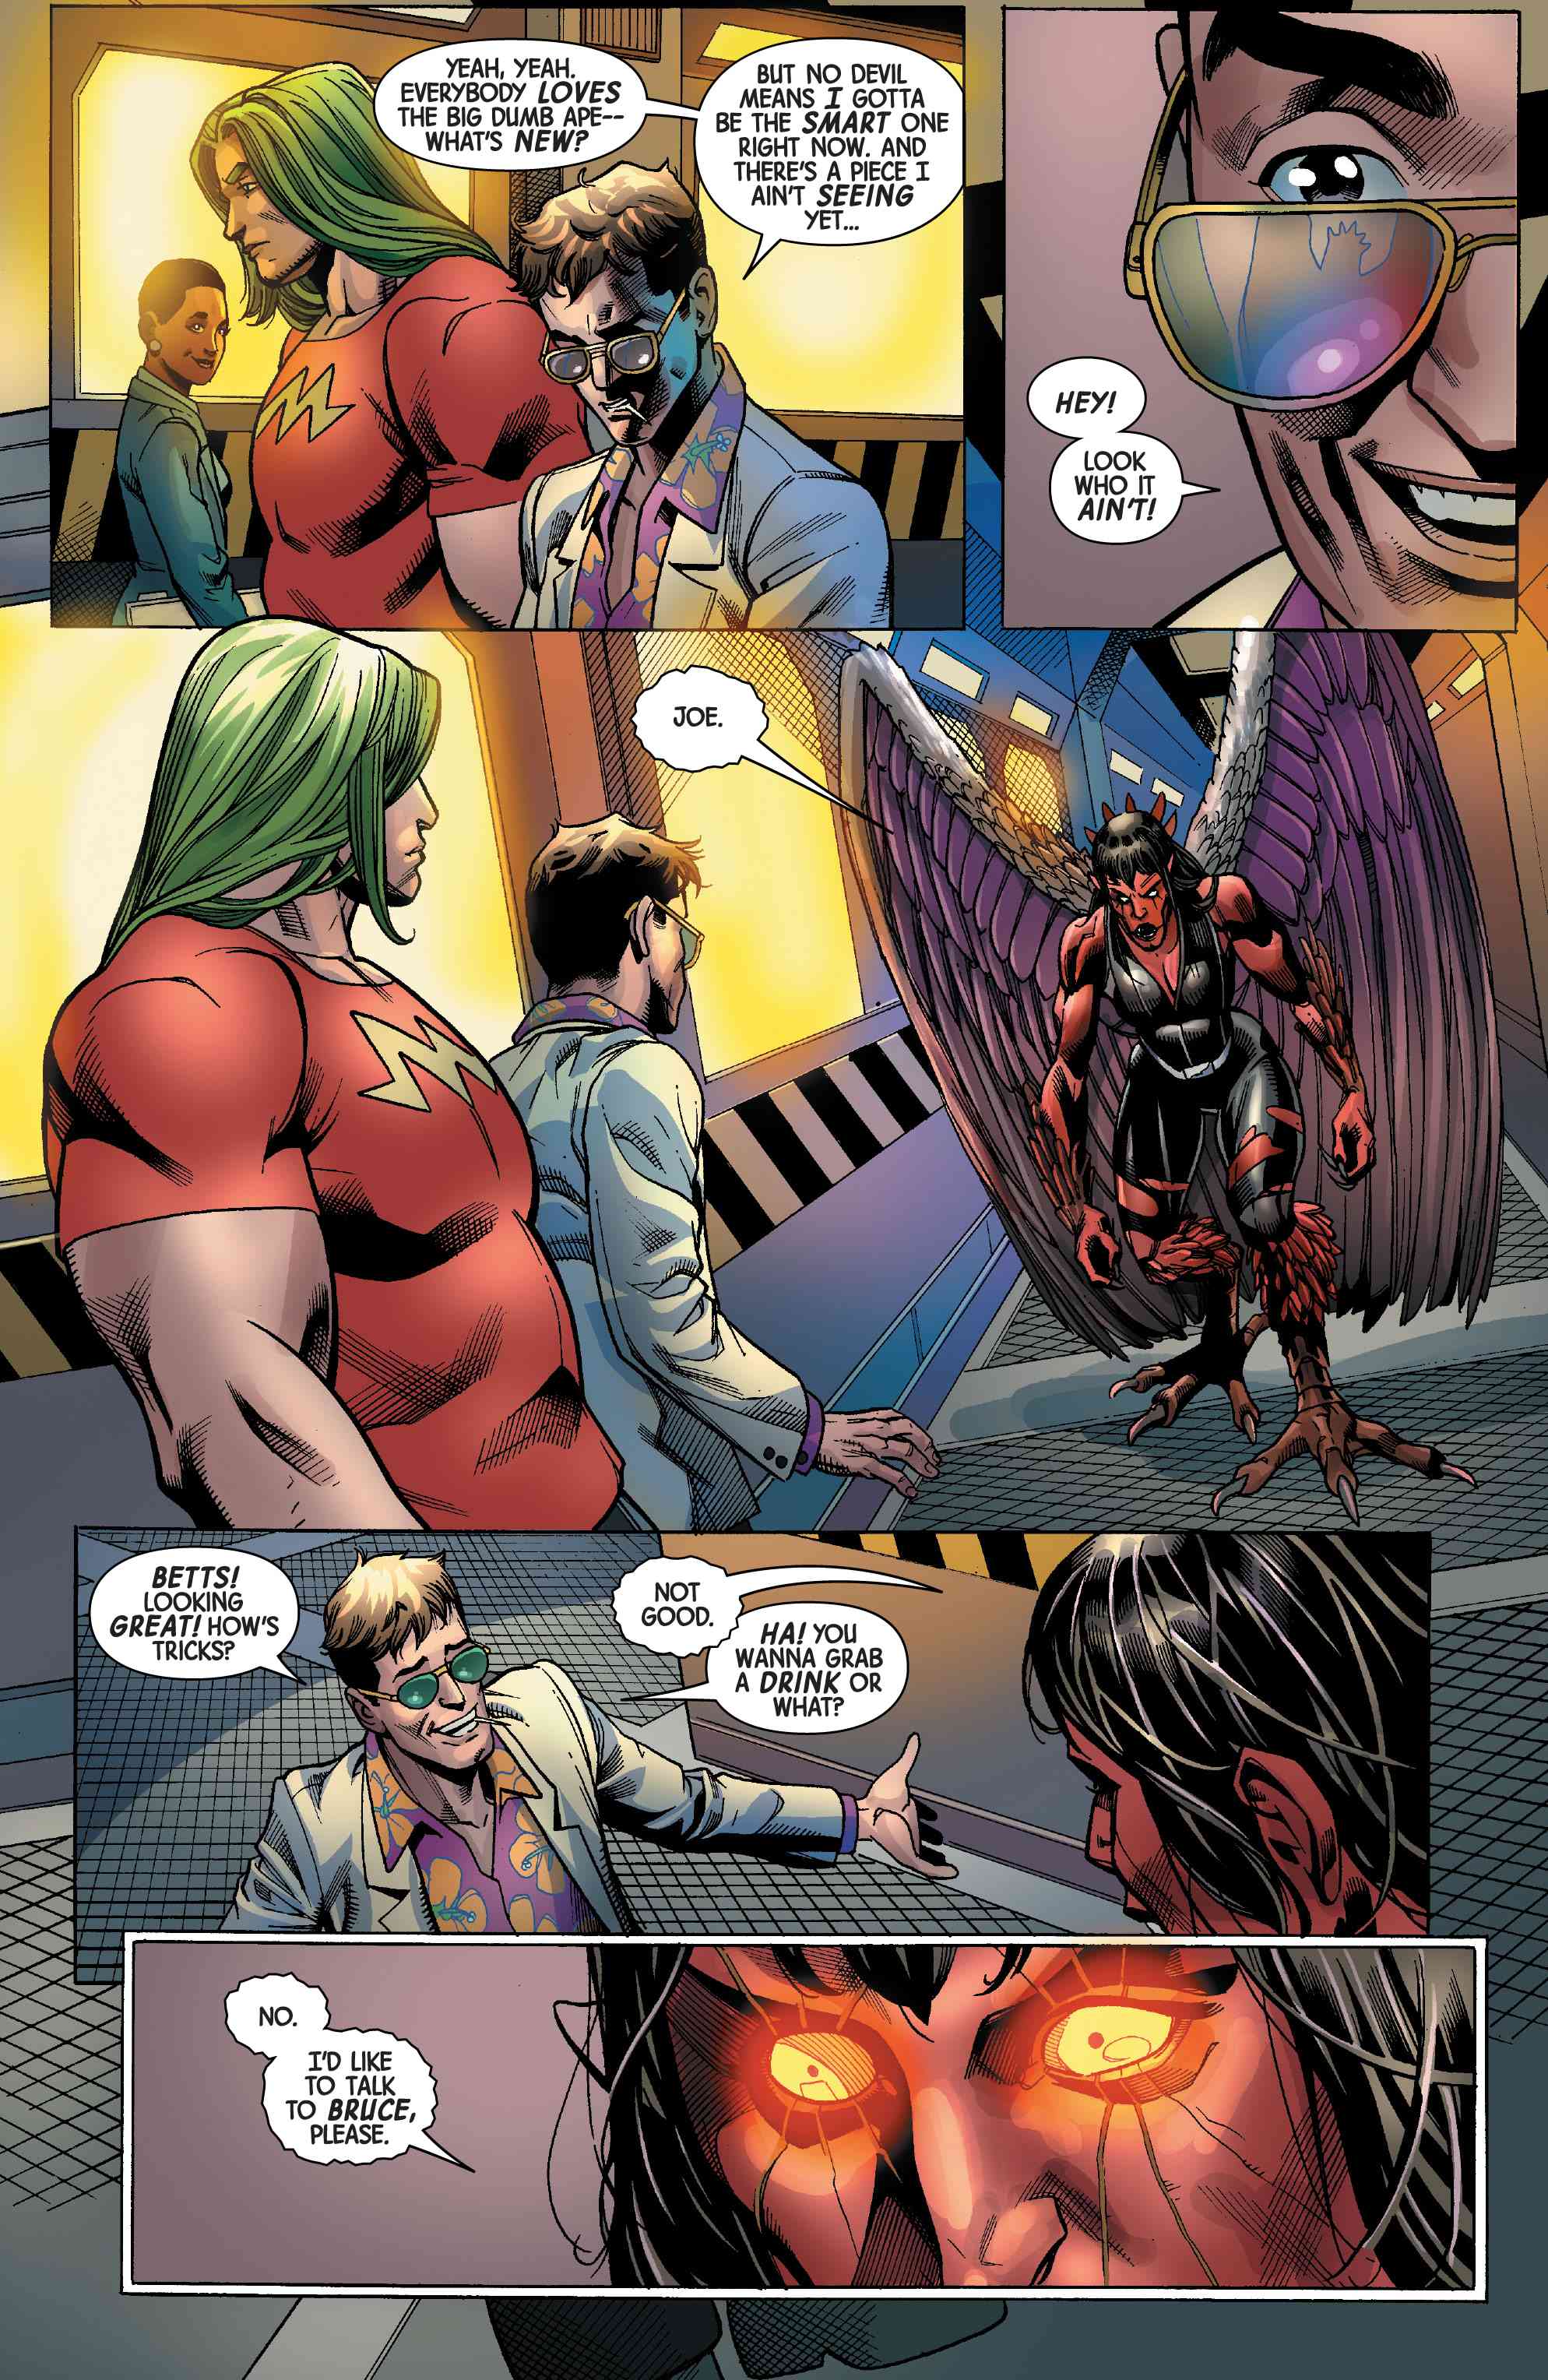 YEAH, YEAH.
EVERYBODY LOVES
THE BIG DUMB APE--
WHAT'S NEW?
BUT NO DEVIL
MEANS I GOTTA
BE THE SMART ONE
RIGHT NOW. AND
THERE'S A PIECE I
AIN'T SEEING
YET...
HEY!
LOOK
WHO IT
AIN'T!
JOE.
BETTS!
LOOKING
GREAT! HOW'S
TRICKS?
NOT
GOOD.
HA! YOU
WANNA GRAB
A DRINK OR
WHAT?
NO.
I'D LIKE
TO TALK
TO BRUCE,
PLEASE.